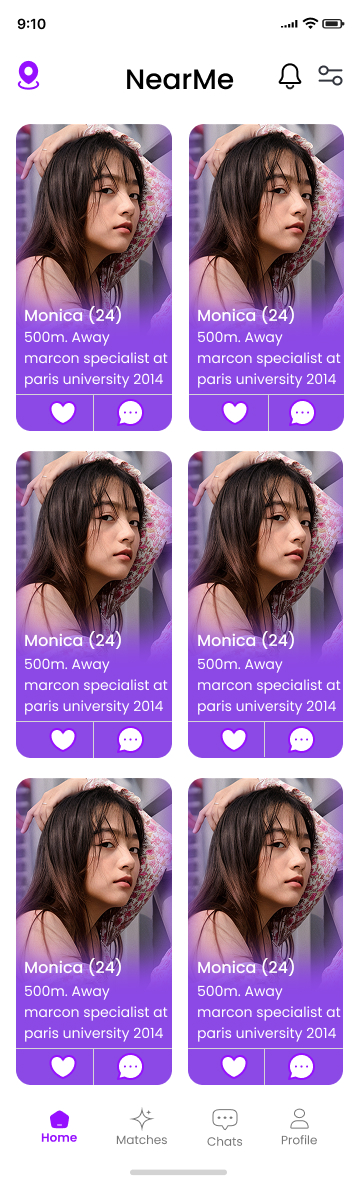 9:10
NearMe
Monica (24)
500m. Away
marcon specialist at
paris university 2014
Monica (24)
500m. Away
marcon specialist at
paris university 2014
Monica (24)
500m. Away
marcon specialist at
paris university 2014
Monica (24)
500m. Away
marcon specialist at
paris university 2014
Monica (24)
500m. Away
marcon specialist at
paris university 2014
Monica (24)
500m. Away
marcon specialist at
paris university 2014
Home
Matches
Chats
Profile